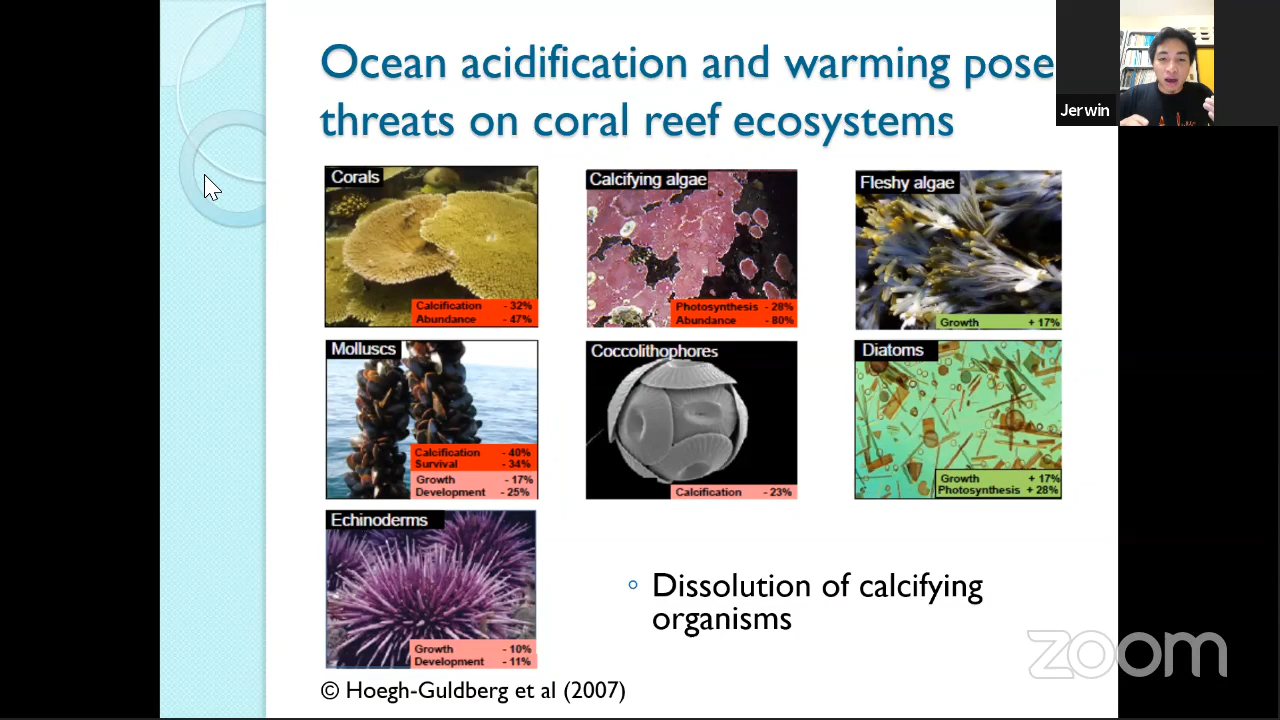 Ocean acidification and warming pose
threats on coral reef ecosystems
Jerwin
Corals
Calcification - 32%
Abundance - 47%
Calcifying algae
Photosynthesis - 28%
Abundance - 80%
Fleshy algae
Growth + 17%
Molluscs
Calcification - 40%
Survival - 34%
Growth - 17%
Development - 25%
Coccolithophores
Calcification - 23%
Diatoms
Growth + 17%
Photosynthesis + 28%
Echinoderms
Growth - 10%
Development - 11%
◦ Dissolution of calcifying
organisms
© Hoegh-Guldberg et al (2007)
zoom